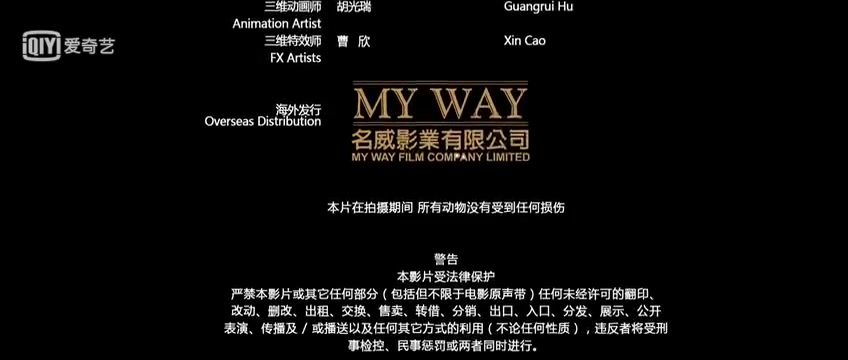 三维动画师 胡光瑞 Guangrui Hu
Animation Artist
iQIYI 爱奇艺
三维特效师 曹 欣 Xin Cao
FX Artists
海外发行
Overseas Distribution
MY WAY
名威影業有限公司
MY WAY FILM COMPANY LIMITED
本片在拍摄期间 所有动物没有受到任何损伤
警告
本影片受法律保护
严禁本影片或其它任何部分（包括但不限于电影原声带）任何未经许可的翻印、
改动、删改、出租、交换、售卖、转借、分销、出口、入口、分发、展示、公开
表演、传播及 / 或播送以及任何其它方式的利用（不论任何性质），违反者将受刑
事检控、民事惩罚或两者同时进行。